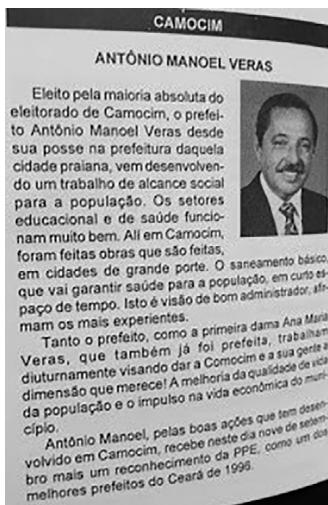 CAMOCIM
ANTÔNIO MANOEL VERAS
Eleito pela maioria absoluta do
eleitorado de Camocim, o prefei-
to Antônio Manoel Veras desde
sua posse na prefeitura daquela
cidade praiana, vem desenvolven-
do um trabalho de alcance social
para a população. Os setores
educacional e de saúde funcio-
nam muito bem. Alí em Camocim,
foram feitas obras que são feitas,
em cidades de grande porte. O saneamento básico,
que vai garantir saúde para a população, em curto es-
paço de tempo. Isto é visão de bom administrador, afir-
mam os mais experientes.
Tanto o prefeito, como a primeira dama Ana Maria
Veras, que também já foi prefeita, trabalham
diuturnamente visando dar a Comocim e a sua gente a
dimensão que merece! A melhoria da qualidade de vida
da população e o impulso na vida econômica do muni-
cípio.
Antônio Manoel, pelas boas ações que tem desen-
volvido em Camocim, recebe neste dia nove de setem-
bro mais um reconhecimento da PPE, como um dos
melhores prefeitos do Ceará de 1996.